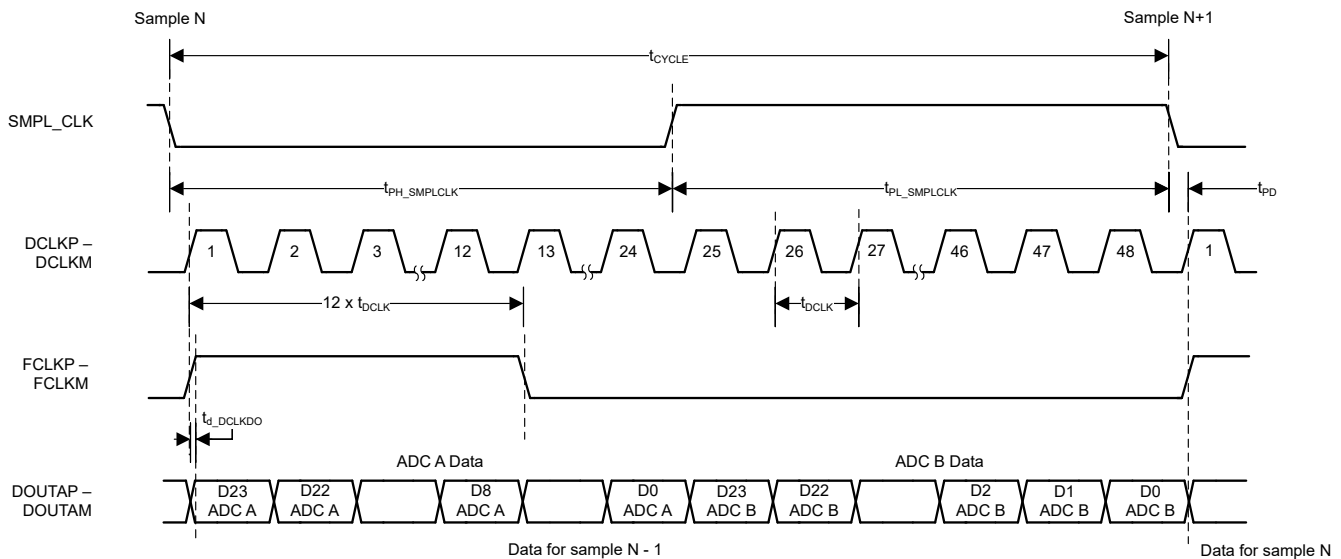 Sample N
Sample N+1
tCYCLE
SMPL_CLK
tPH_SMPLCLK
tPL_SMPLCLK
tPD
DCLKP –
DCLKM
1 2 3 12 13 24 25 26 27 46 47 48 1
12 x tDCLK
tDCLK
FCLKP –
FCLKM
td_DCLKDO
ADC A Data
ADC B Data
DOUTAP –
DOUTAM
D23
ADC A
D22
ADC A
D8
ADC A
D0
ADC A
D23
ADC B
D22
ADC B
D2
ADC B
D1
ADC B
D0
ADC B
Data for sample N - 1
Data for sample N